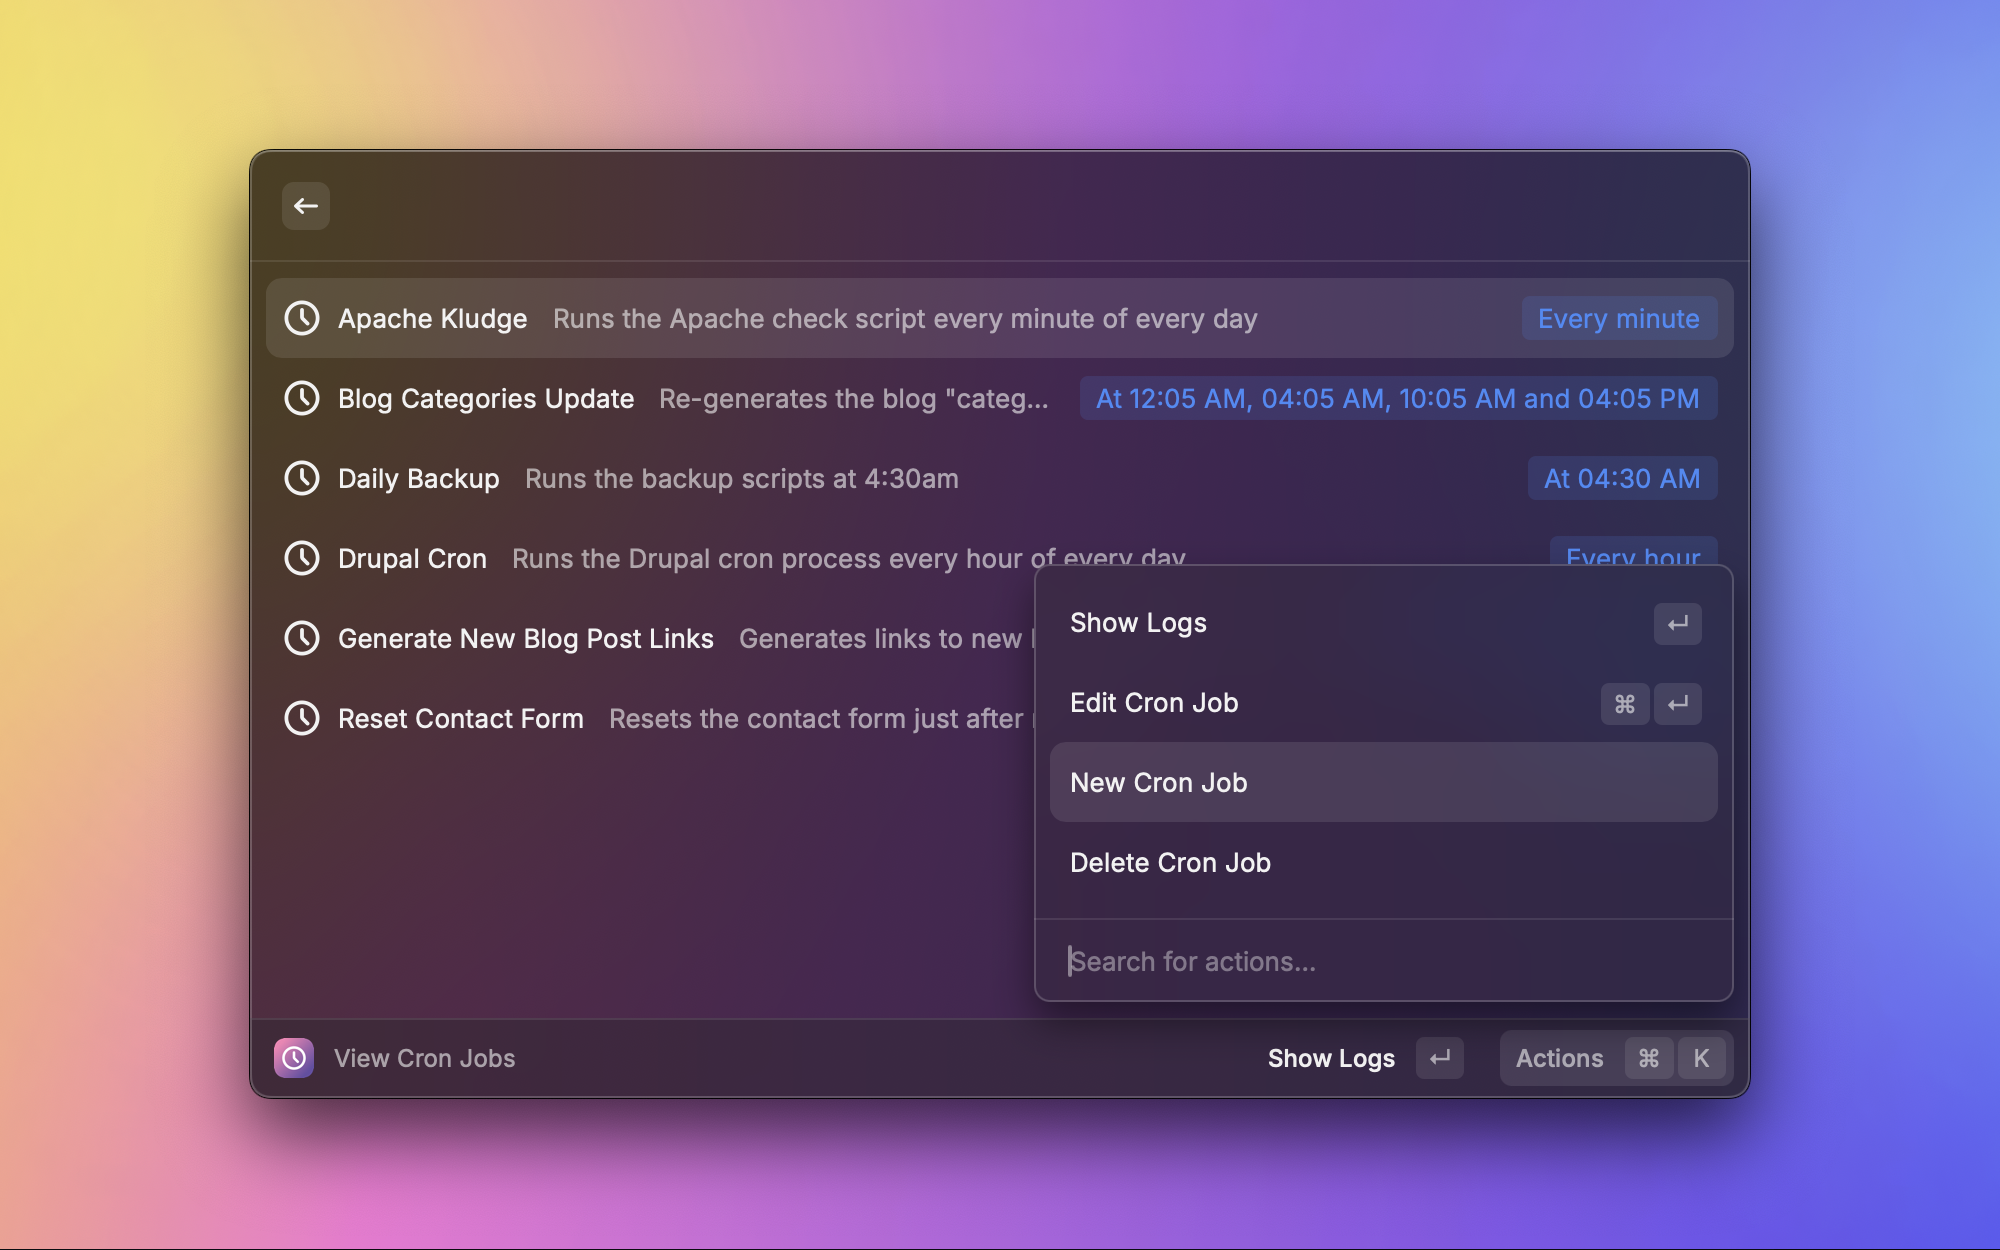 Apache Kludge Runs the Apache check script every minute of every day Every minute
Blog Categories Update Re-generates the blog "categ... At 12:05 AM, 04:05 AM, 10:05 AM and 04:05 PM
Daily Backup Runs the backup scripts at 4:30am At 04:30 AM
Drupal Cron Runs the Drupal cron process every hour of every day Every hour
Generate New Blog Post Links Generates links to new
Reset Contact Form Resets the contact form just after
Show Logs ↵
Edit Cron Job ⌘ ↵
New Cron Job
Delete Cron Job
Search for actions...
View Cron Jobs Show Logs ↵ Actions ⌘ K